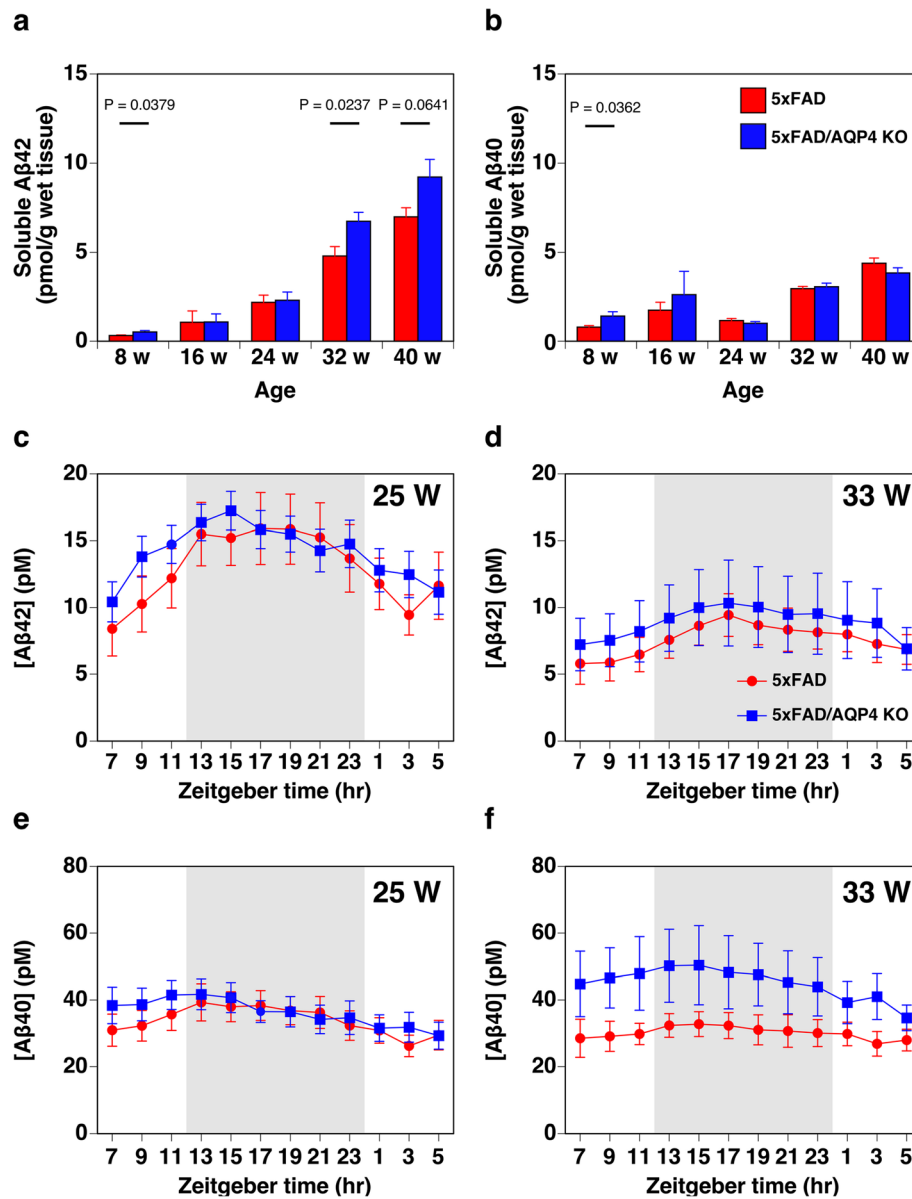 a
Soluble Aβ42
(pmol/g wet tissue)
15
10
5
0
P = 0.0379
P = 0.0237
P = 0.0641
8 w
16 w
24 w
32 w
40 w
Age
b
Soluble Aβ40
(pmol/g wet tissue)
15
10
5
0
P = 0.0362
5xFAD
5xFAD/AQP4 KO
8 w
16 w
24 w
32 w
40 w
Age
c
[Aβ42] (pM)
20
15
10
5
0
25 W
7 9 11 13 15 17 19 21 23 1 3 5
Zeitgeber time (hr)
d
[Aβ42] (pM)
20
15
10
5
0
33 W
5xFAD
5xFAD/AQP4 KO
7 9 11 13 15 17 19 21 23 1 3 5
Zeitgeber time (hr)
e
[Aβ40] (pM)
80
60
40
20
0
25 W
7 9 11 13 15 17 19 21 23 1 3 5
Zeitgeber time (hr)
f
[Aβ40] (pM)
80
60
40
20
0
33 W
7 9 11 13 15 17 19 21 23 1 3 5
Zeitgeber time (hr)